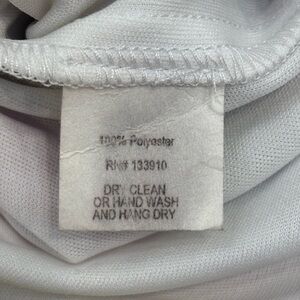 100% Polyester
RN# 133910
DRY CLEAN
OR HAND WASH
AND HANG DRY